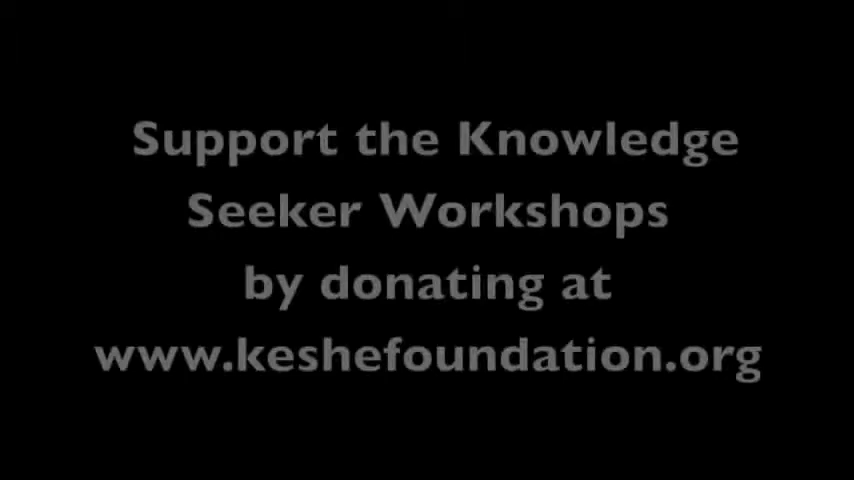 Support the Knowledge
Seeker Workshops
by donating at
www.keshefoundation.org